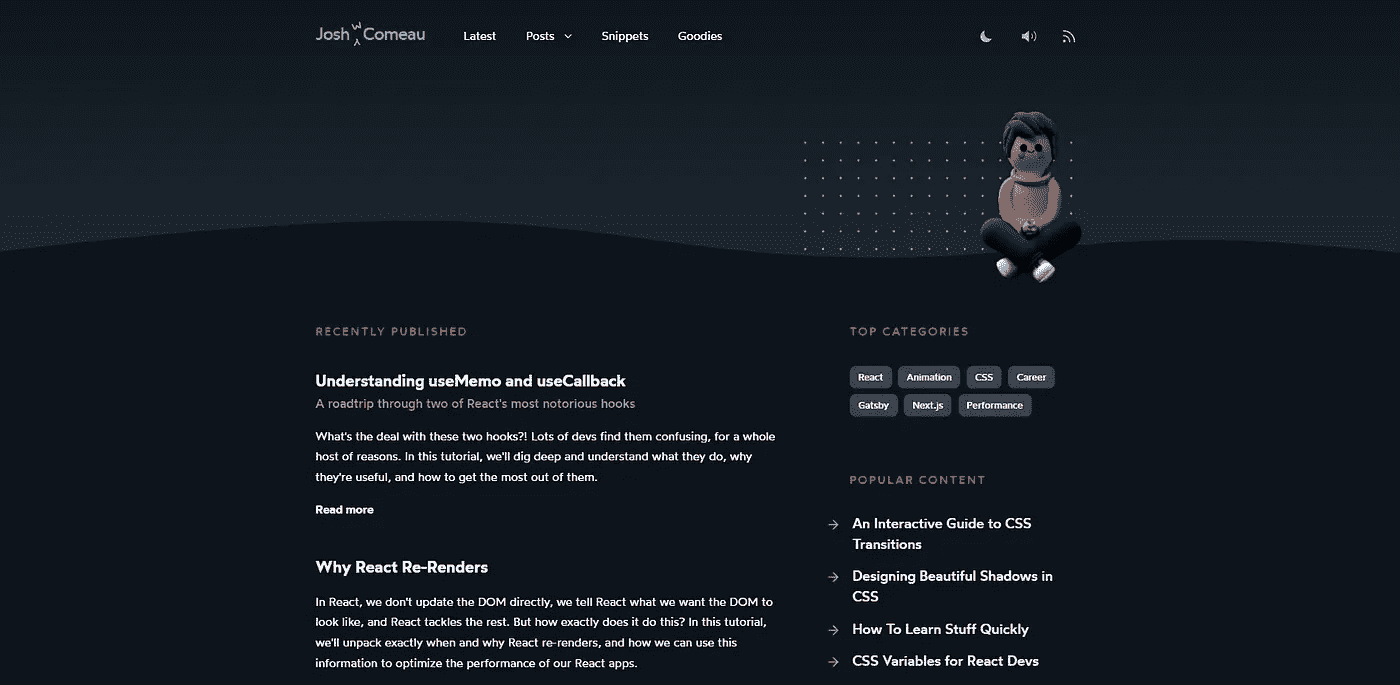 Josh W Comeau
Latest
Posts
Snippets
Goodies
RECENTLY PUBLISHED
Understanding useMemo and useCallback
A roadtrip through two of React's most notorious hooks
What's the deal with these two hooks?! Lots of devs find them confusing, for a whole
host of reasons. In this tutorial, we'll dig deep and understand what they do, why
they're useful, and how to get the most out of them.
Read more
Why React Re-Renders
In React, we don't update the DOM directly, we tell React what we want the DOM to
look like, and React tackles the rest. But how exactly does it do this? In this tutorial,
we'll unpack exactly when and why React re-renders, and how we can use this
information to optimize the performance of our React apps.
TOP CATEGORIES
React
Animation
CSS
Career
Gatsby
Next.js
Performance
POPULAR CONTENT
An Interactive Guide to CSS
Transitions
Designing Beautiful Shadows in
CSS
How To Learn Stuff Quickly
CSS Variables for React Devs